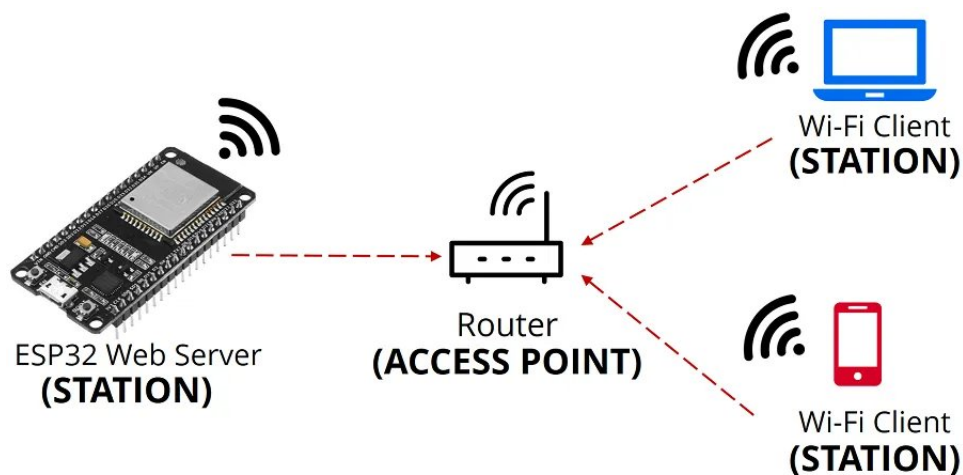 ESP32 Web Server
(STATION)
Router
(ACCESS POINT)
Wi-Fi Client
(STATION)
Wi-Fi Client
(STATION)